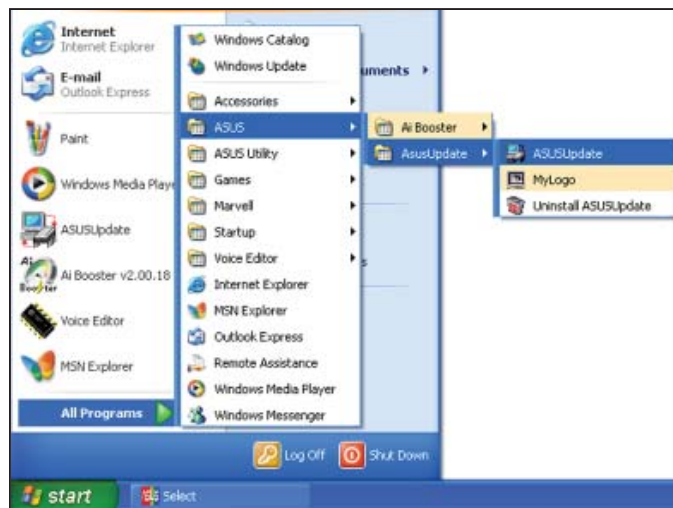 Internet
Internet Explorer
E-mail
Outlook Express
Paint
Windows Media Playe
ASUSUpdate
Ai Booster v2.00.18
Voice Editor
MSN Explorer
All Programs
Windows Catalog
Windows Update
Accessories
ASUS
ASUS Utility
Games
Marvell
Startup
Voice Editor
Internet Explorer
MSN Explorer
Outlook Express
Remote Assistance
Windows Media Player
Windows Messenger
uments
s
Ai Booster
AsusUpdate
ASUSUpdate
MyLogo
Uninstall ASUSUpdate
Log Off
Shut Down
start
Select